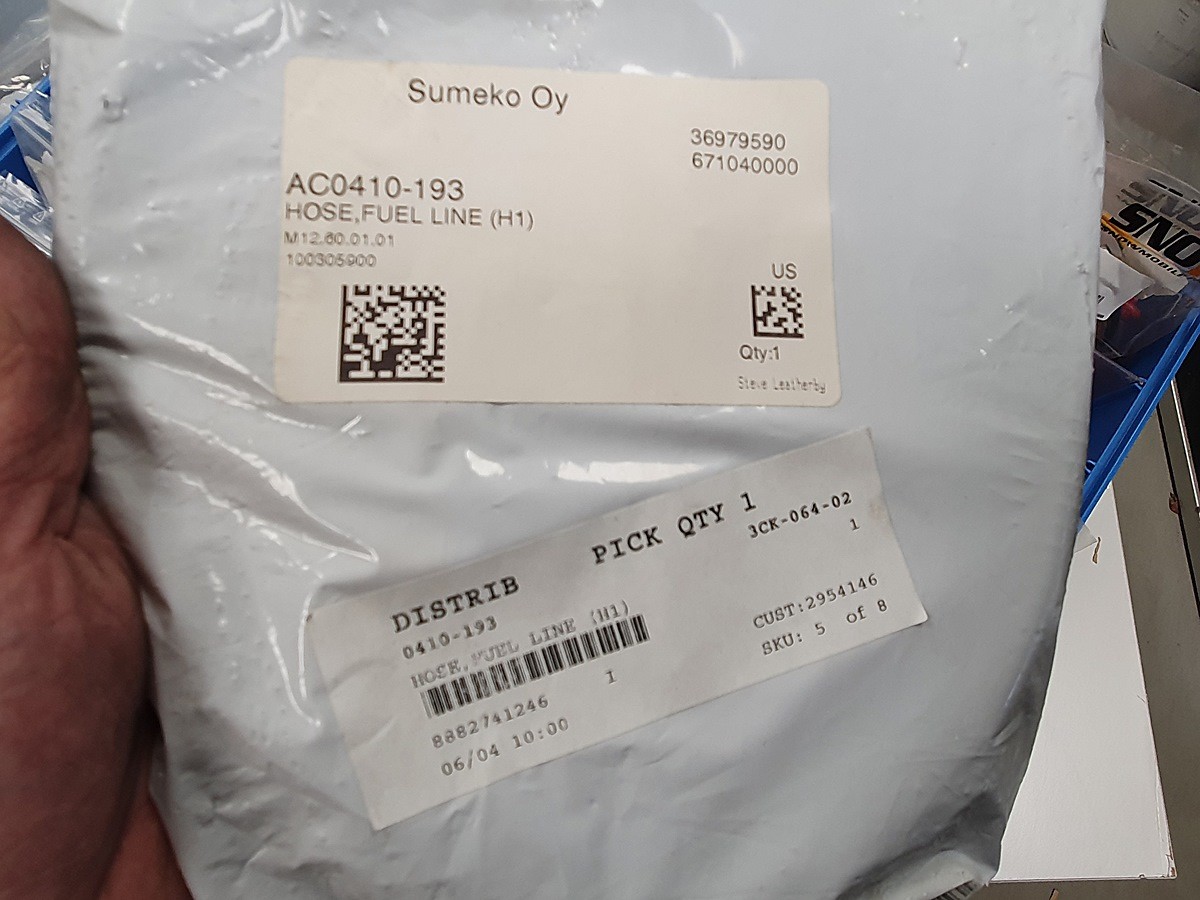 Sumeko Oy
36979590
671040000
AC0410-193
HOSE,FUEL LINE (H1)
M12.60.01.01
100305900
US
Qty:1
Steve Leatherby
DISTRIB PICK QTY 1
0410-193 3CK-064-02
HOSE,FUEL LINE (H1) 1
8882741246 1
CUST:2954146
06/04 10:00
SKU: 5 of 8
SNO
SNOWMOBILE